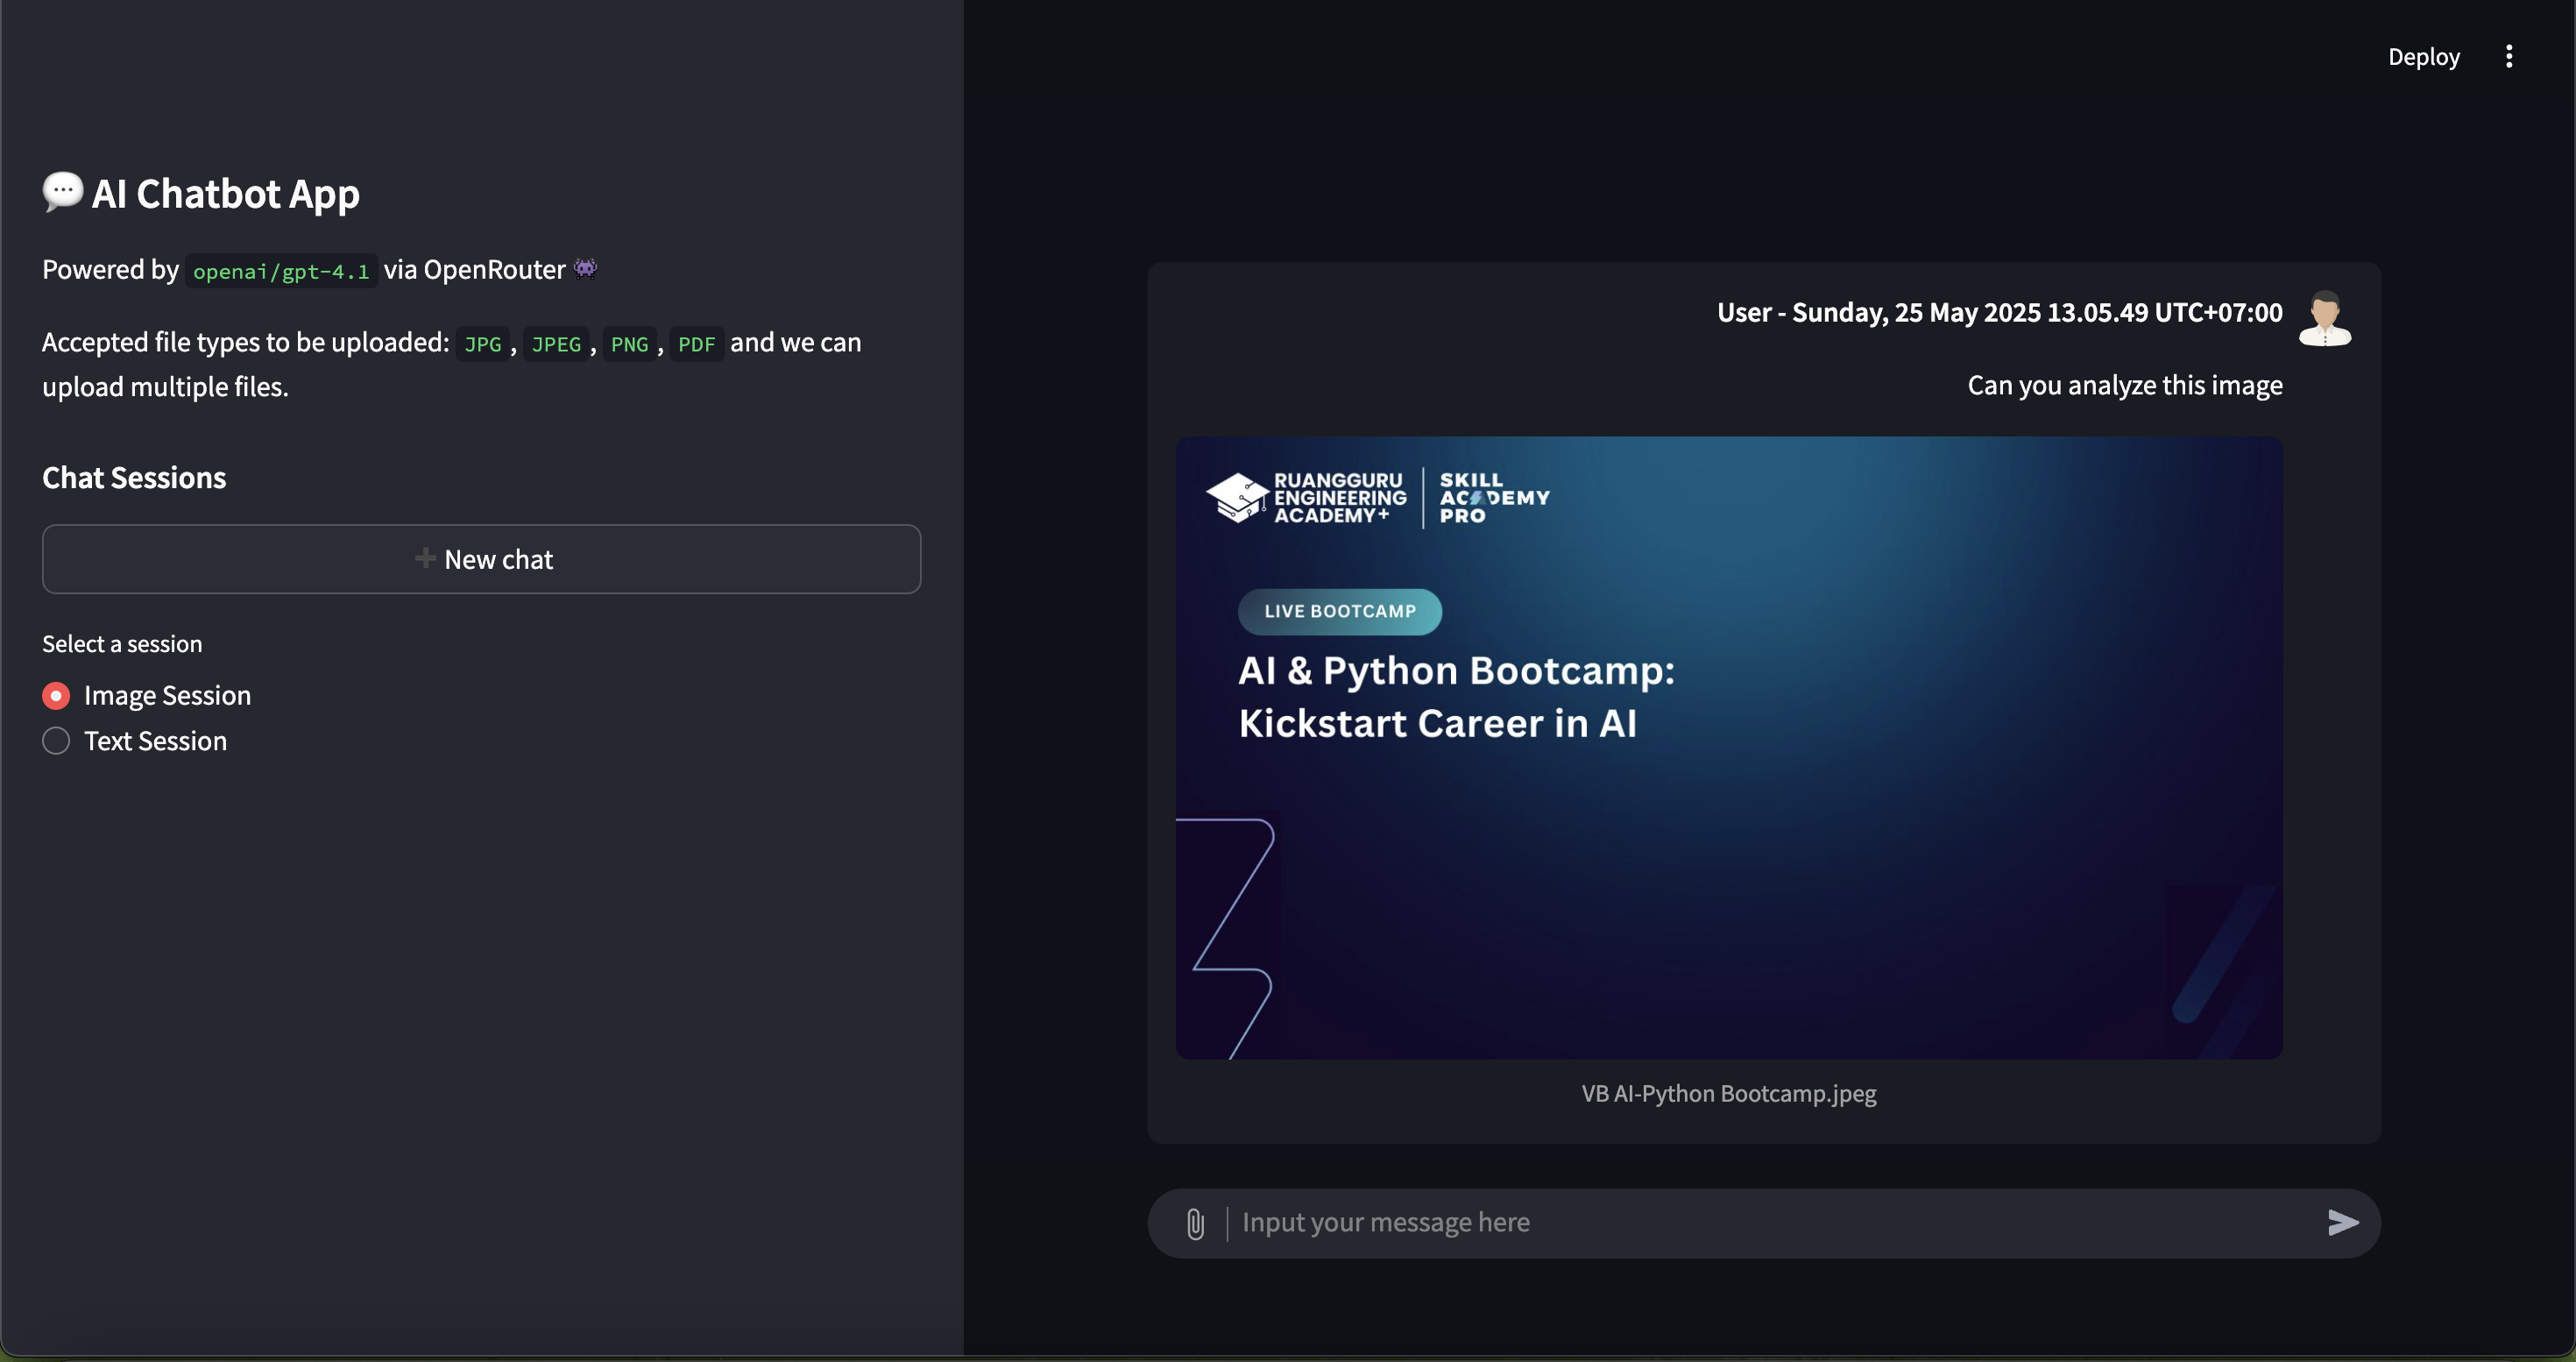 Deploy
💬 AI Chatbot App
Powered by openai/gpt-4.1 via OpenRouter 👾
Accepted file types to be uploaded: JPG, JPEG, PNG, PDF and we can
upload multiple files.
Chat Sessions
➕ New chat
Select a session
Image Session
Text Session
User - Sunday, 25 May 2025 13.05.49 UTC+07:00
Can you analyze this image
RUANGGURU
ENGINEERING
ACADEMY+
SKILL
ACADEMY
PRO
LIVE BOOTCAMP
AI & Python Bootcamp:
Kickstart Career in AI
VB AI-Python Bootcamp.jpeg
Input your message here